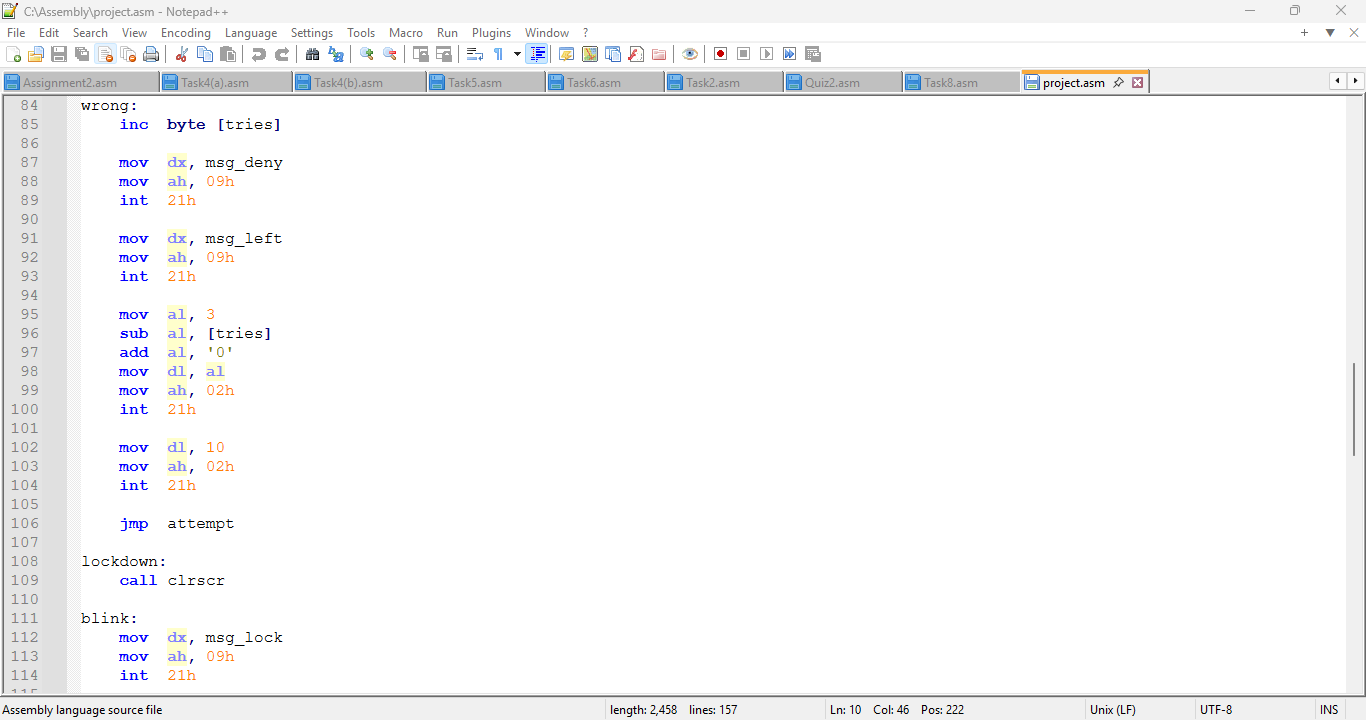 C:\Assembly\project.asm - Notepad++
File Edit Search View Encoding Language Settings Tools Macro Run Plugins Window ?
Assignment2.asm Task4(a).asm Task4(b).asm Task5.asm Task6.asm Task2.asm Quiz2.asm Task8.asm project.asm
84 wrong:
85 inc byte [tries]
86
87 mov dx, msg_deny
88 mov ah, 09h
89 int 21h
90
91 mov dx, msg_left
92 mov ah, 09h
93 int 21h
94
95 mov al, 3
96 sub al, [tries]
97 add al, '0'
98 mov dl, al
99 mov ah, 02h
100 int 21h
101
102 mov dl, 10
103 mov ah, 02h
104 int 21h
105
106 jmp attempt
107
108 lockdown:
109 call clrscr
110
111 blink:
112 mov dx, msg_lock
113 mov ah, 09h
114 int 21h
115
Assembly language source file length: 2,458 lines: 157 Ln: 10 Col: 46 Pos: 222 Unix (LF) UTF-8 INS